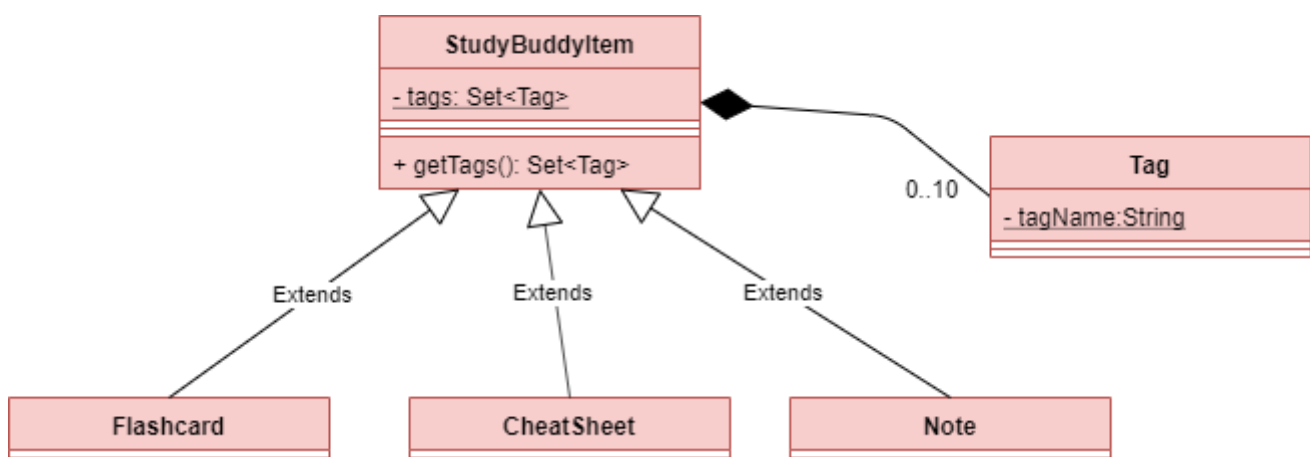 StudyBuddyItem
- tags: Set<Tag>
+ getTags(): Set<Tag>
Tag
0..10
- tagName:String
Extends
Extends
Extends
Flashcard
CheatSheet
Note